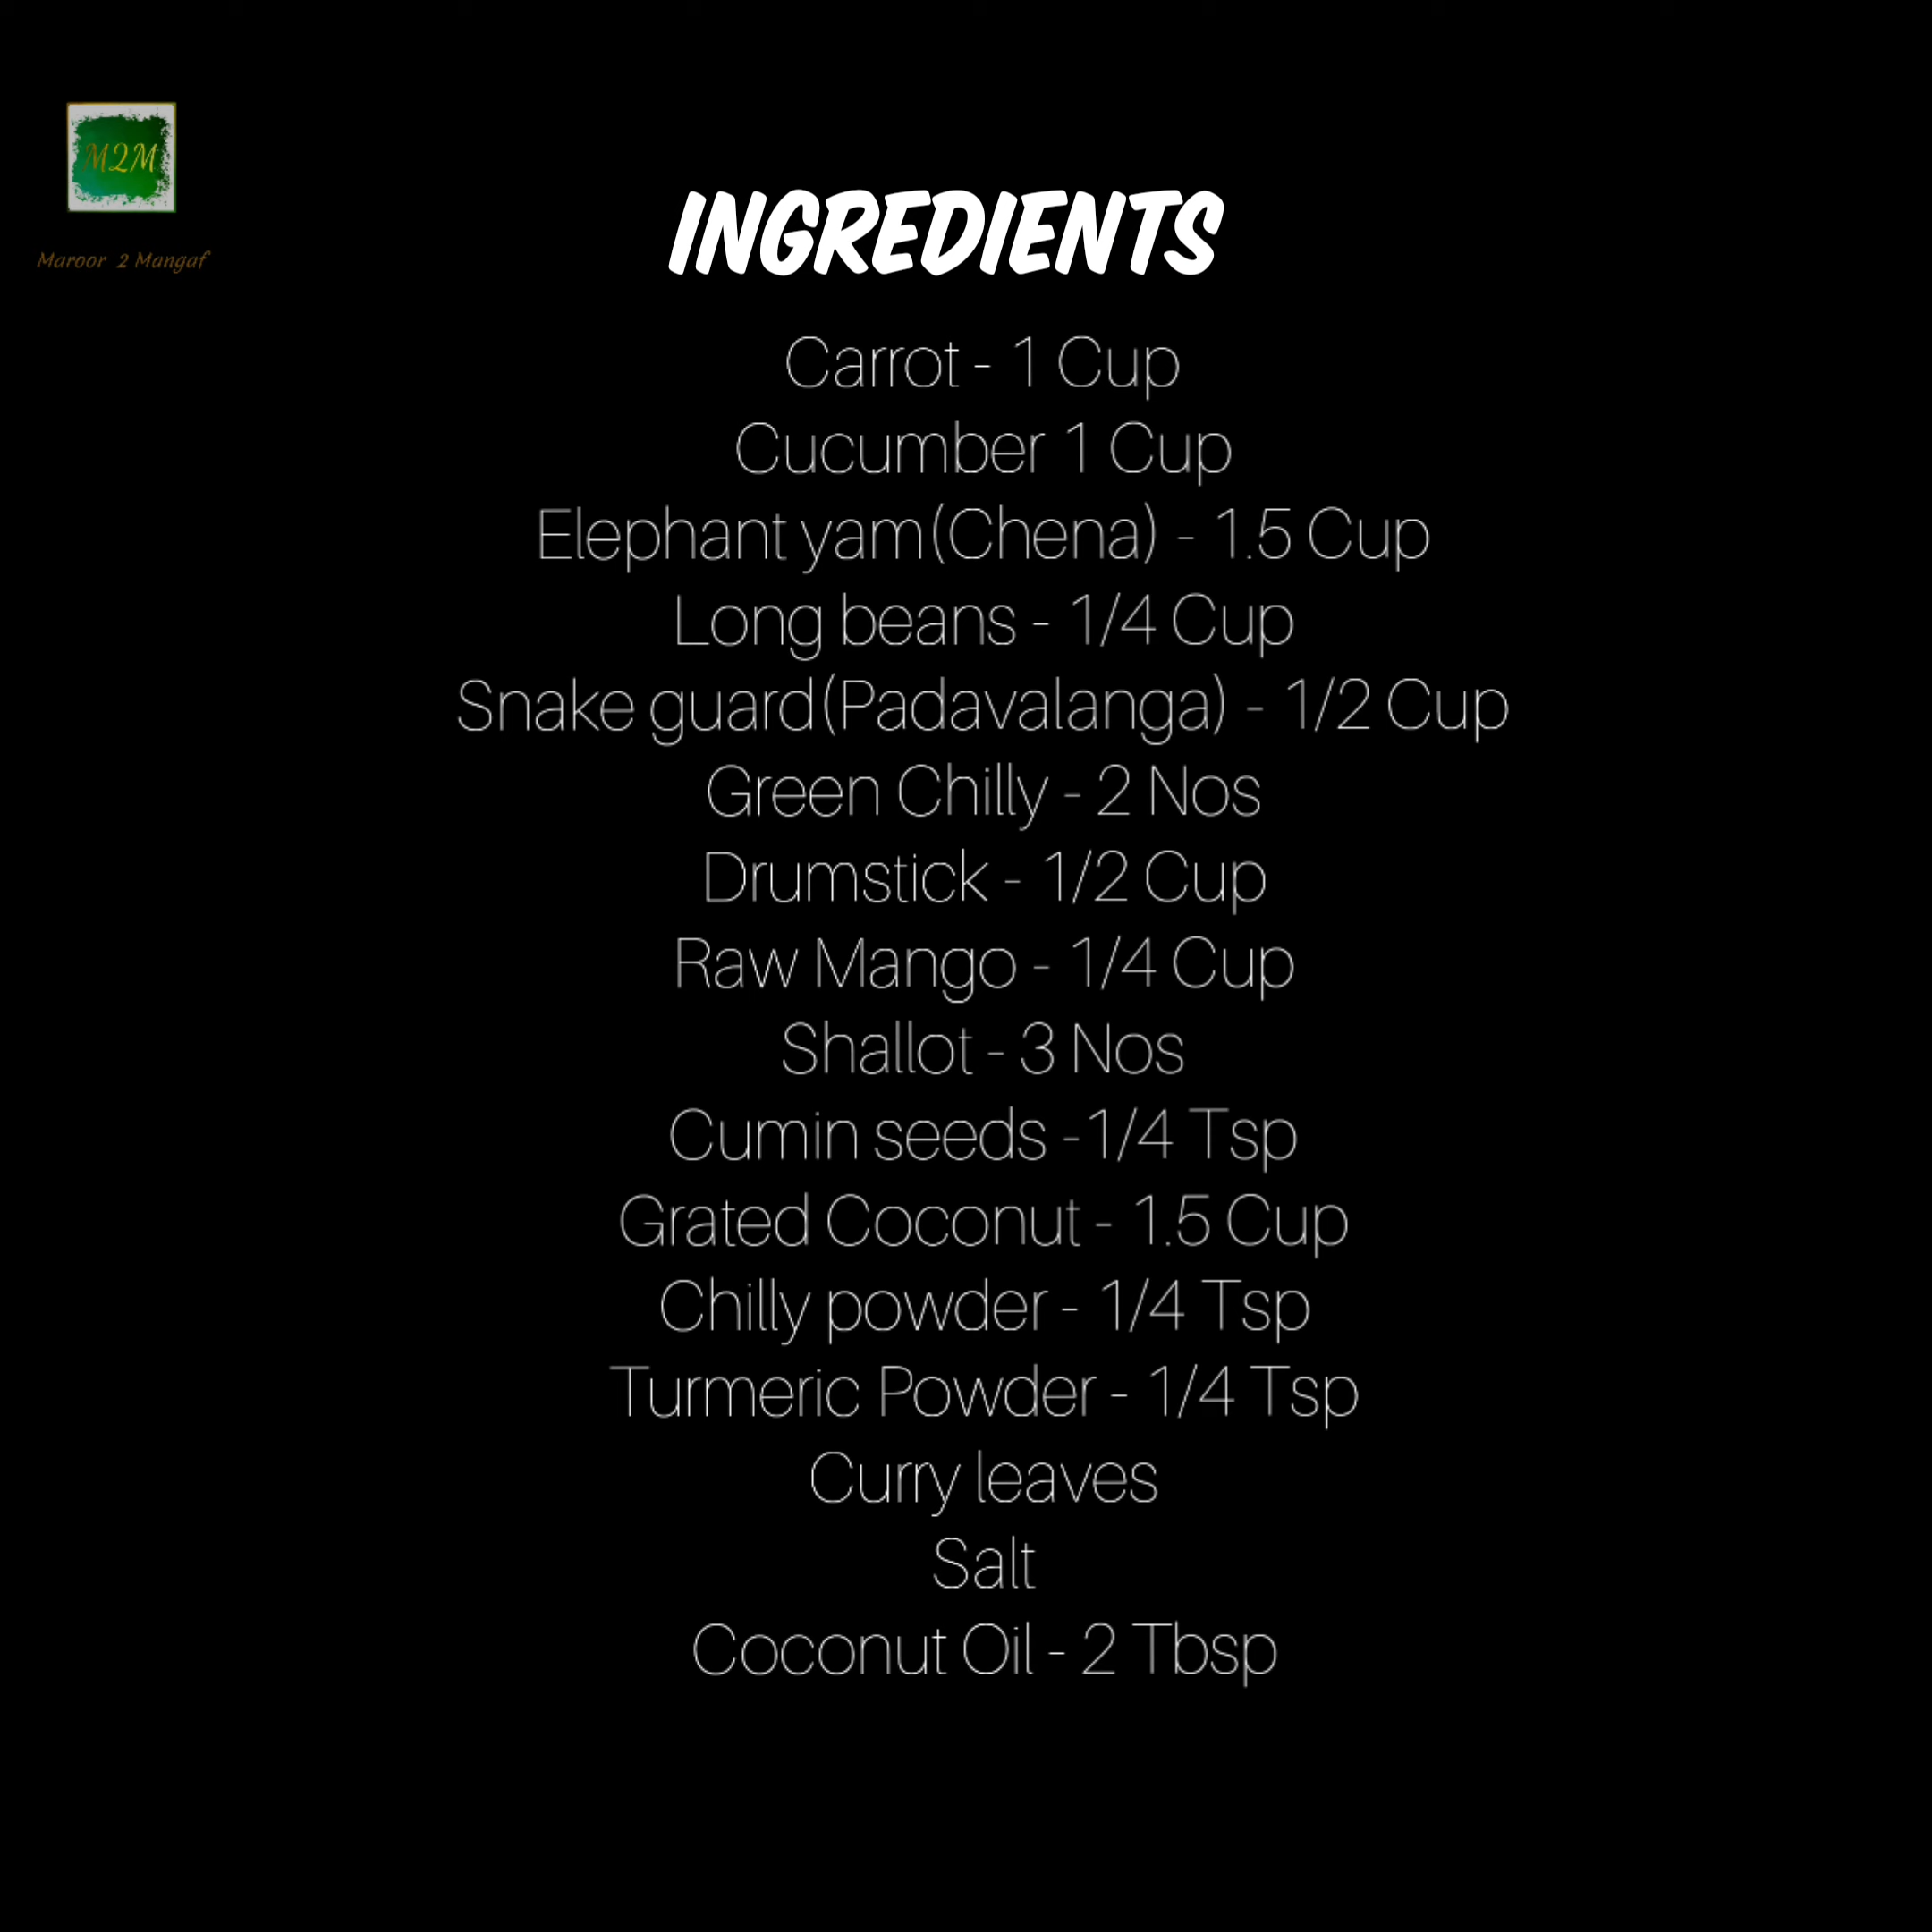 M2M
Maroor 2 Mangaf
INGREDIENTS
Carrot - 1 Cup
Cucumber 1 Cup
Elephant yam(Chena) - 1.5 Cup
Long beans - 1/4 Cup
Snake guard(Padavalanga) - 1/2 Cup
Green Chilly - 2 Nos
Drumstick - 1/2 Cup
Raw Mango - 1/4 Cup
Shallot - 3 Nos
Cumin seeds -1/4 Tsp
Grated Coconut - 1.5 Cup
Chilly powder - 1/4 Tsp
Turmeric Powder - 1/4 Tsp
Curry leaves
Salt
Coconut Oil - 2 Tbsp